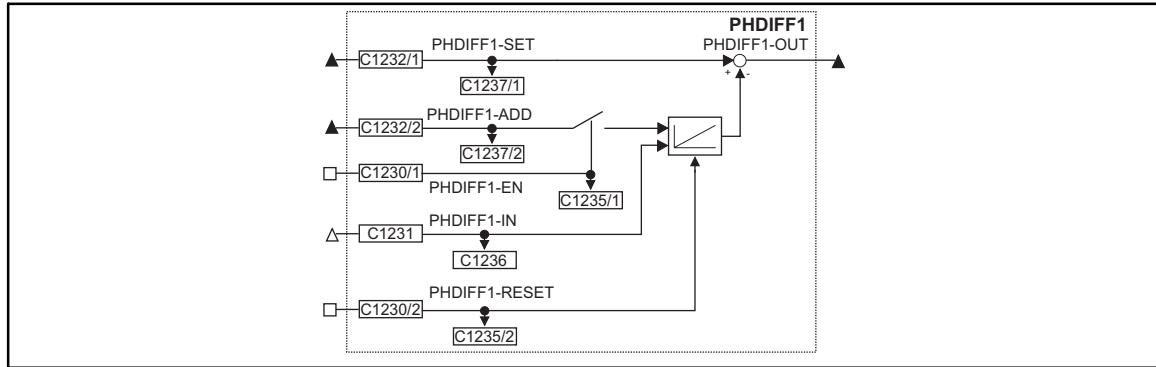 PHDIFF1
PHDIFF1-SET
PHDIFF1-OUT
C1232/1
+ -
C1237/1
PHDIFF1-ADD
C1232/2
C1237/2
C1230/1
PHDIFF1-EN
C1235/1
PHDIFF1-IN
C1231
C1236
PHDIFF1-RESET
C1230/2
C1235/2